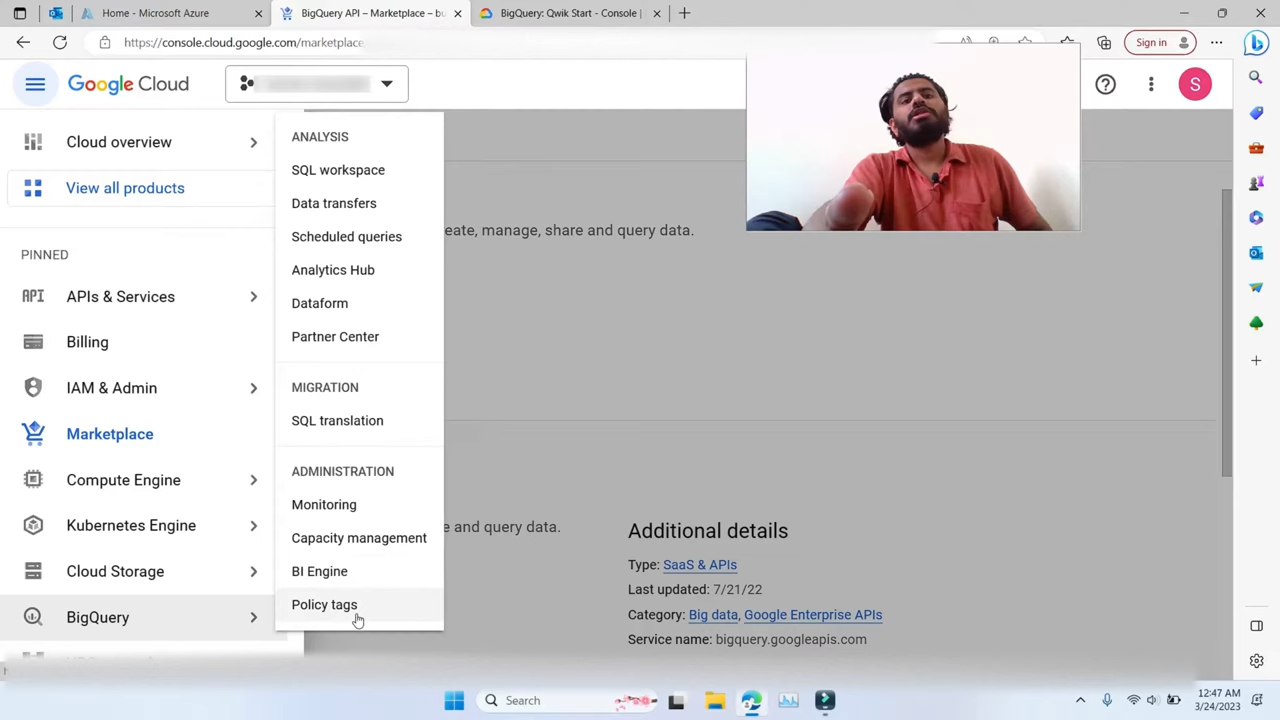 Home - Microsoft Azure
BigQuery API – Marketplace – bu
BigQuery: Qwik Start - Console |
https://console.cloud.google.com/marketplace
Sign in
Google Cloud
S
Cloud overview
View all products
PINNED
APIs & Services
Billing
IAM & Admin
Marketplace
Compute Engine
Kubernetes Engine
Cloud Storage
BigQuery
ANALYSIS
SQL workspace
Data transfers
Scheduled queries
Analytics Hub
Dataform
Partner Center
MIGRATION
SQL translation
ADMINISTRATION
Monitoring
Capacity management
BI Engine
Policy tags
eate, manage, share and query data.
e and query data.
Additional details
Type: SaaS & APIs
Last updated: 7/21/22
Category: Big data, Google Enterprise APIs
Service name: bigquery.googleapis.com
Search
12:47 AM
3/24/2023